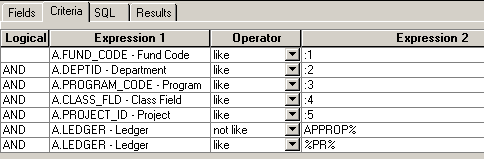 Fields Criteria SQL Results
Logical Expression 1 Operator Expression 2
A.FUND_CODE - Fund Code like :1
AND A.DEPTID - Department like :2
AND A.PROGRAM_CODE - Program like :3
AND A.CLASS_FLD - Class Field like :4
AND A.PROJECT_ID - Project like :5
AND A.LEDGER - Ledger not like APPROP%
AND A.LEDGER - Ledger like %PR%